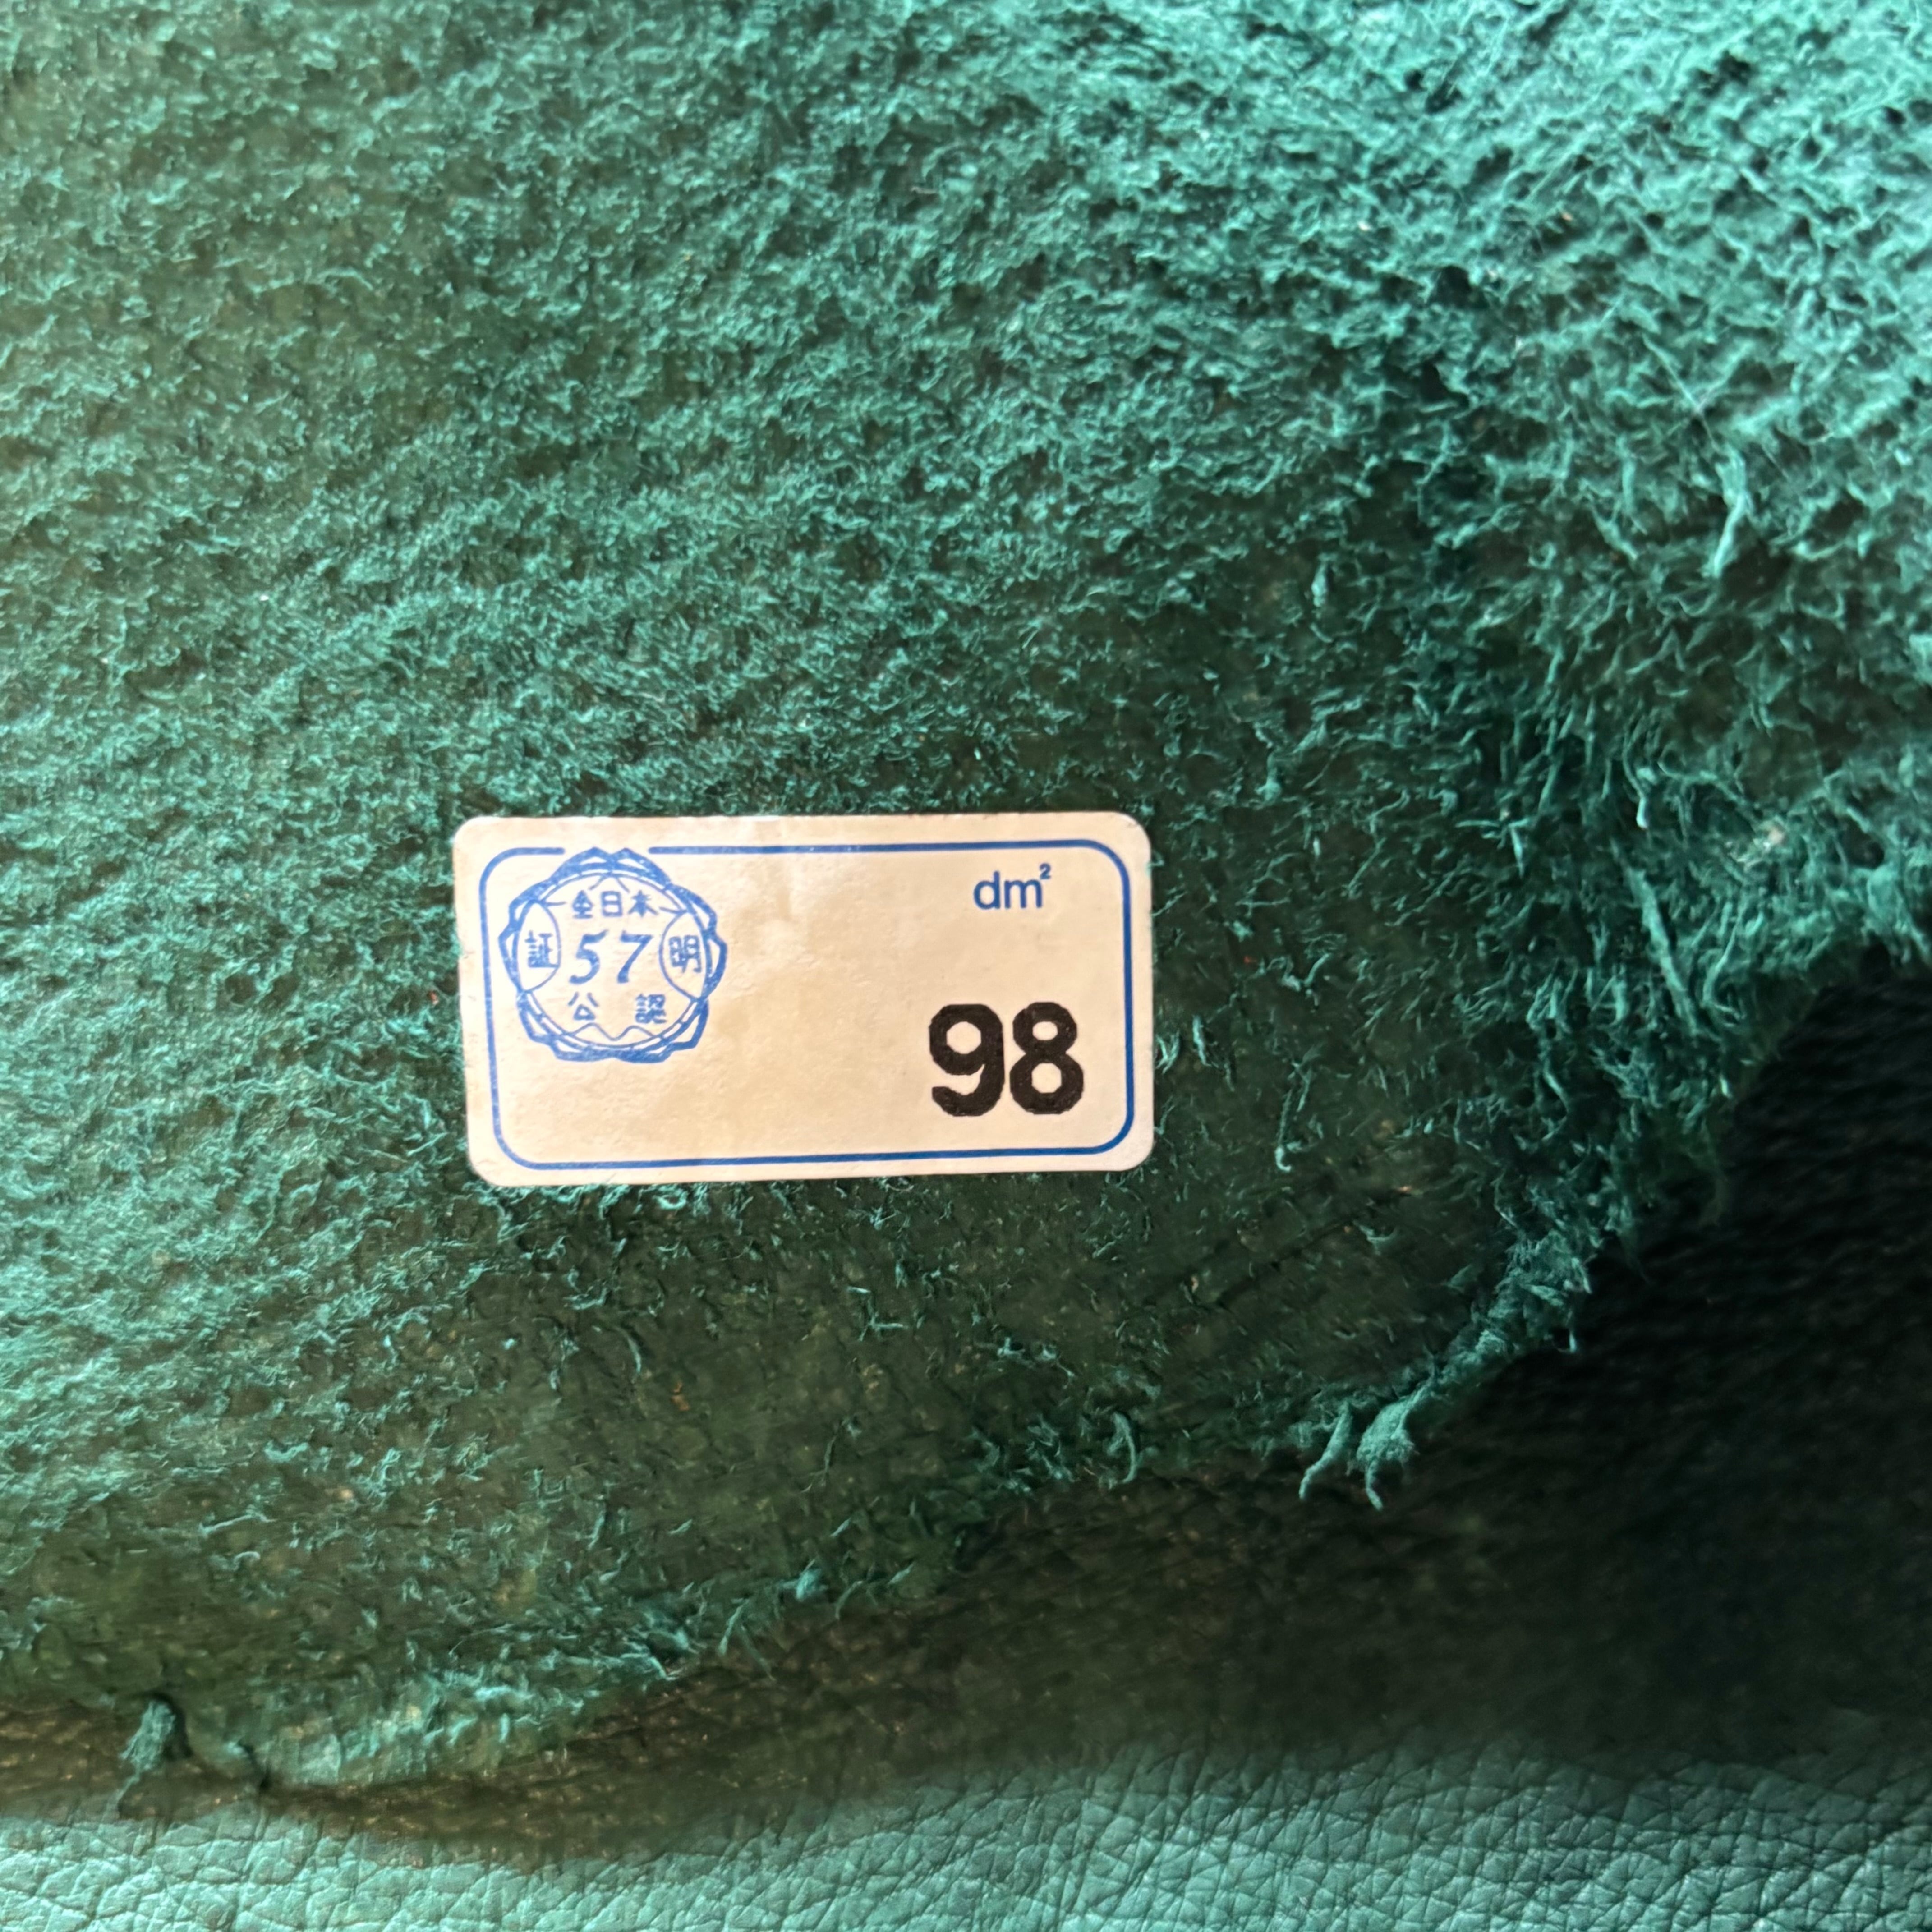 全日本
証 57 明
公 認
dm²
98